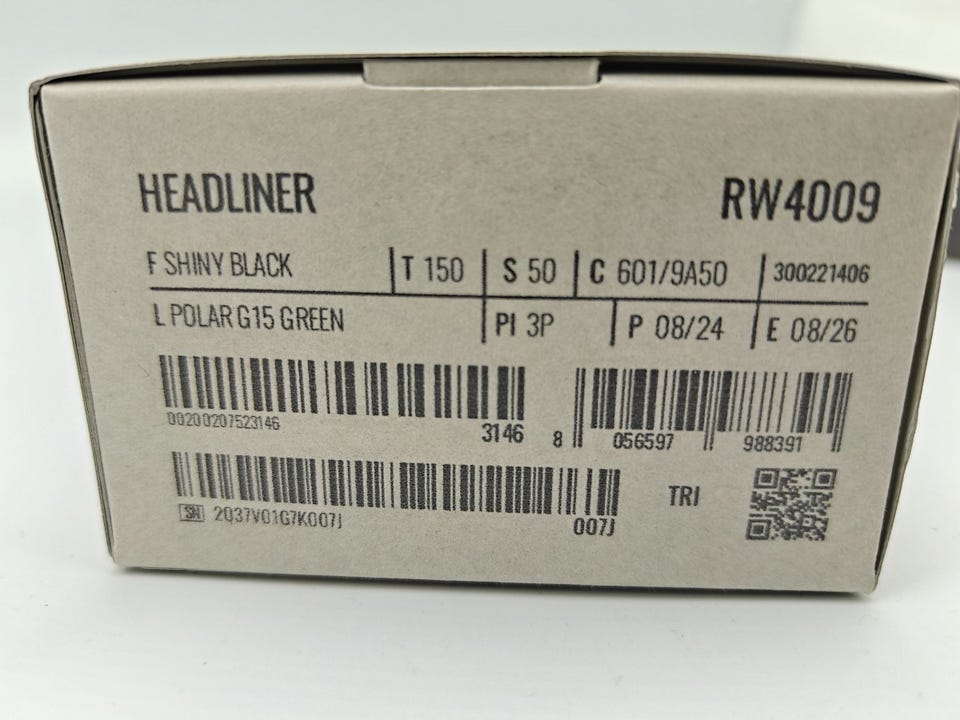 HEADLINER RW4009
F SHINY BLACK T 150 S 50 C 601/9A50 300221406
L POLAR G15 GREEN PI 3P P 08/24 E 08/26
00200207523146 3146 8 056597 988391
SN 2Q37V01G7K007J 007J TRI